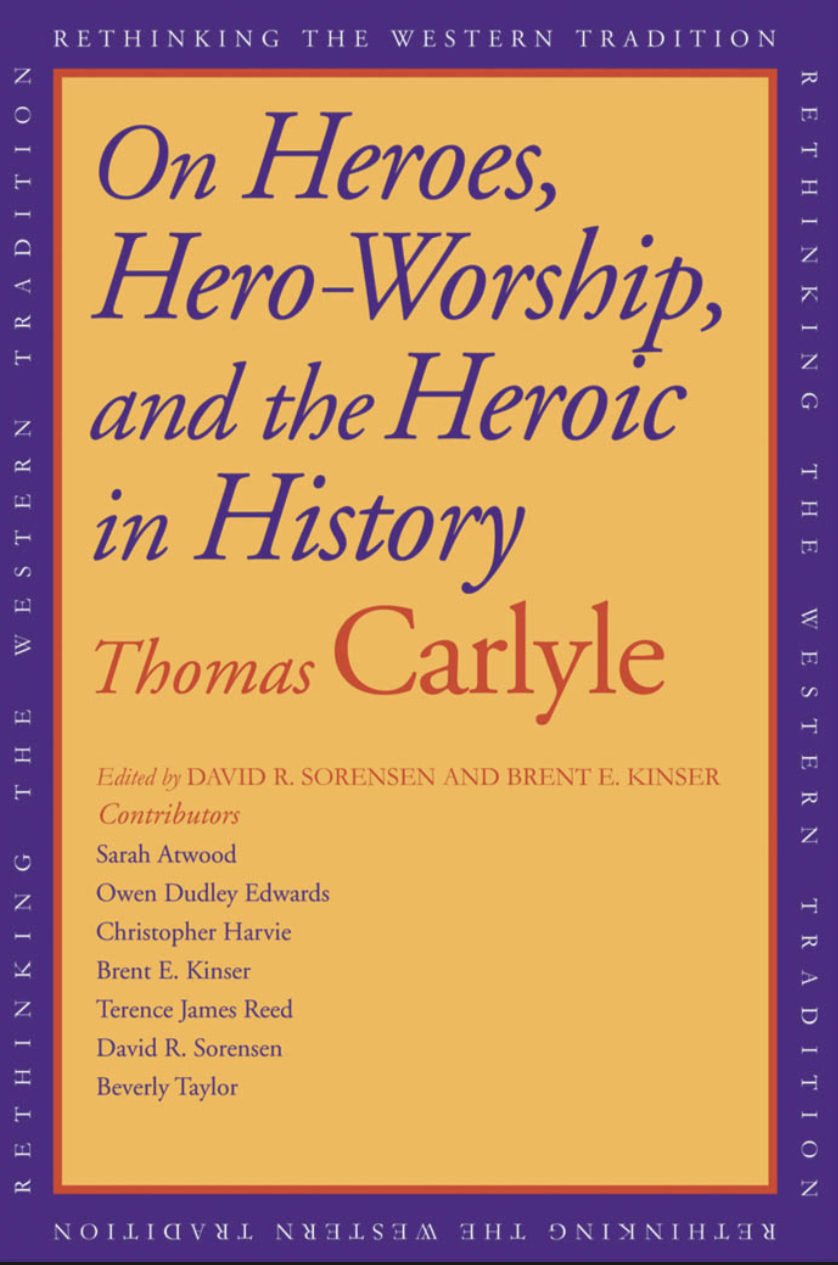 RETHINKING THE WESTERN TRADITION
On Heroes,
Hero-Worship,
and the Heroic
in History
Thomas Carlyle
Edited by DAVID R. SORENSEN AND BRENT E. KINSER
Contributors
Sarah Atwood
Owen Dudley Edwards
Christopher Harvie
Brent E. Kinser
Terence James Reed
David R. Sorensen
Beverly Taylor
RETHINKING THE WESTERN TRADITION
RETHINKING THE WESTERN TRADITION
RETHINKING THE WESTERN TRADITION